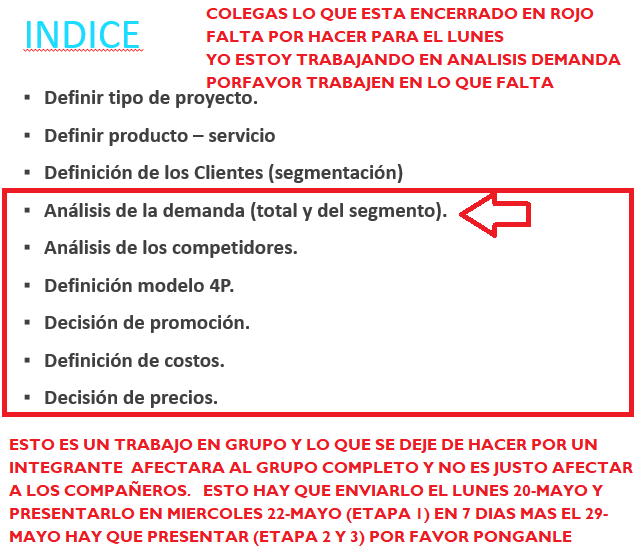 INDICE
COLEGAS LO QUE ESTA ENCERRADO EN ROJO
FALTA POR HACER PARA EL LUNES
YO ESTOY TRABAJANDO EN ANALISIS DEMANDA
PORFAVOR TRABAJEN EN LO QUE FALTA
▪ Definir tipo de proyecto.
▪ Definir producto – servicio
▪ Definición de los Clientes (segmentación)
▪ Análisis de la demanda (total y del segmento).
▪ Análisis de los competidores.
▪ Definición modelo 4P.
▪ Decisión de promoción.
▪ Definición de costos.
▪ Decisión de precios.
ESTO ES UN TRABAJO EN GRUPO Y LO QUE SE DEJE DE HACER POR UN
INTEGRANTE AFECTARA AL GRUPO COMPLETO Y NO ES JUSTO AFECTAR
A LOS COMPAÑEROS. ESTO HAY QUE ENVIARLO EL LUNES 20-MAYO Y
PRESENTARLO EN MIERCOLES 22-MAYO (ETAPA 1) EN 7 DIAS MAS EL 29-
MAYO HAY QUE PRESENTAR (ETAPA 2 Y 3) POR FAVOR PONGANLE